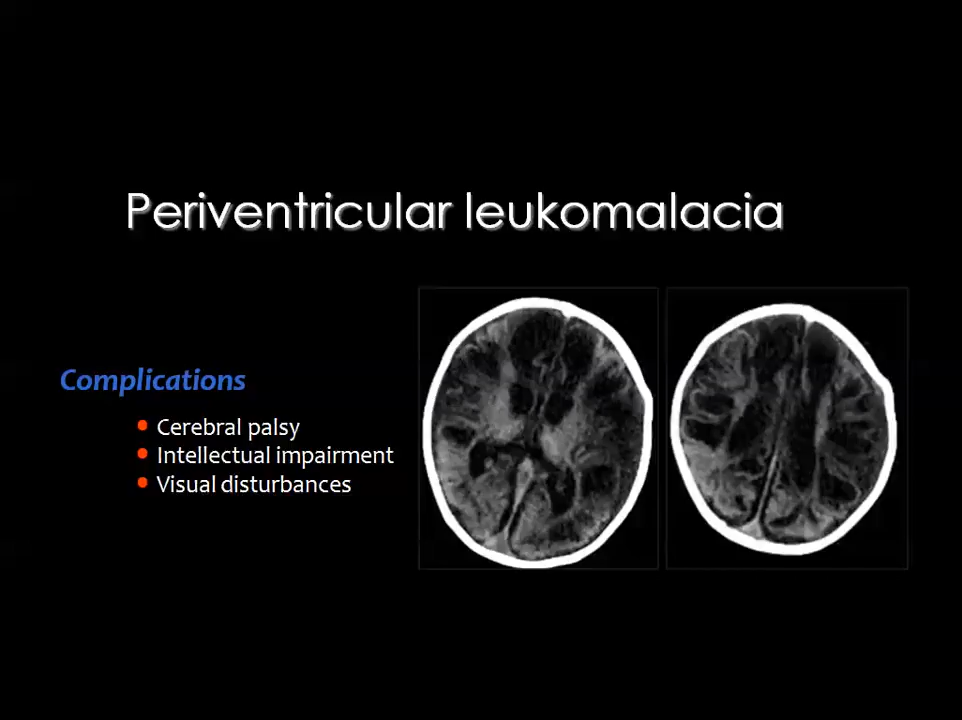 Periventricular leukomalacia
Complications
Cerebral palsy
Intellectual impairment
Visual disturbances